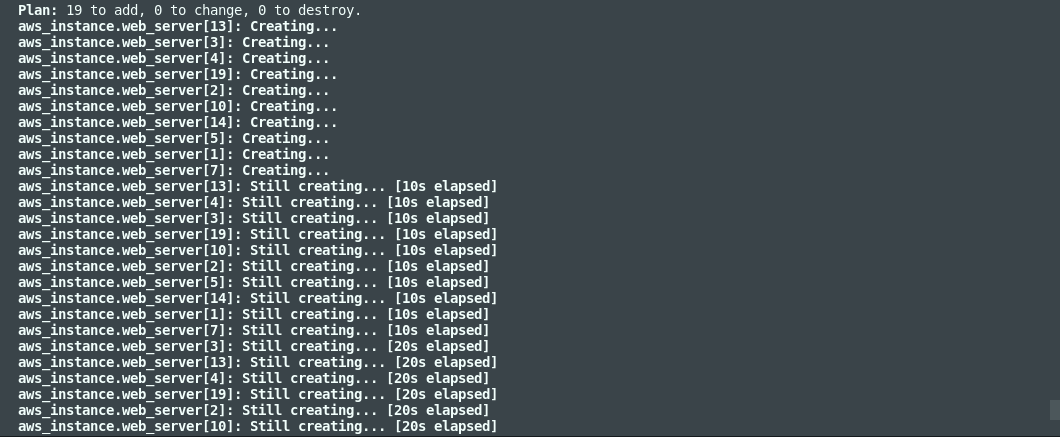 Plan: 19 to add, 0 to change, 0 to destroy.
aws_instance.web_server[13]: Creating...
aws_instance.web_server[3]: Creating...
aws_instance.web_server[4]: Creating...
aws_instance.web_server[19]: Creating...
aws_instance.web_server[2]: Creating...
aws_instance.web_server[10]: Creating...
aws_instance.web_server[14]: Creating...
aws_instance.web_server[5]: Creating...
aws_instance.web_server[1]: Creating...
aws_instance.web_server[7]: Creating...
aws_instance.web_server[13]: Still creating... [10s elapsed]
aws_instance.web_server[4]: Still creating... [10s elapsed]
aws_instance.web_server[3]: Still creating... [10s elapsed]
aws_instance.web_server[19]: Still creating... [10s elapsed]
aws_instance.web_server[10]: Still creating... [10s elapsed]
aws_instance.web_server[2]: Still creating... [10s elapsed]
aws_instance.web_server[5]: Still creating... [10s elapsed]
aws_instance.web_server[14]: Still creating... [10s elapsed]
aws_instance.web_server[1]: Still creating... [10s elapsed]
aws_instance.web_server[7]: Still creating... [10s elapsed]
aws_instance.web_server[3]: Still creating... [20s elapsed]
aws_instance.web_server[13]: Still creating... [20s elapsed]
aws_instance.web_server[4]: Still creating... [20s elapsed]
aws_instance.web_server[19]: Still creating... [20s elapsed]
aws_instance.web_server[2]: Still creating... [20s elapsed]
aws_instance.web_server[10]: Still creating... [20s elapsed]